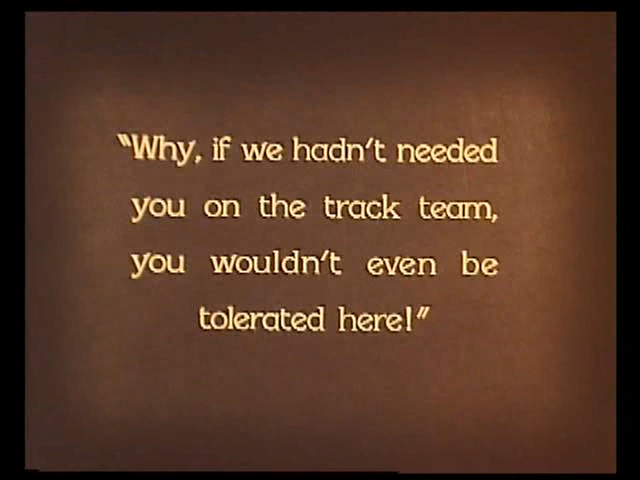 "Why, if we hadn't needed
you on the track team,
you wouldn't even be
tolerated here!"